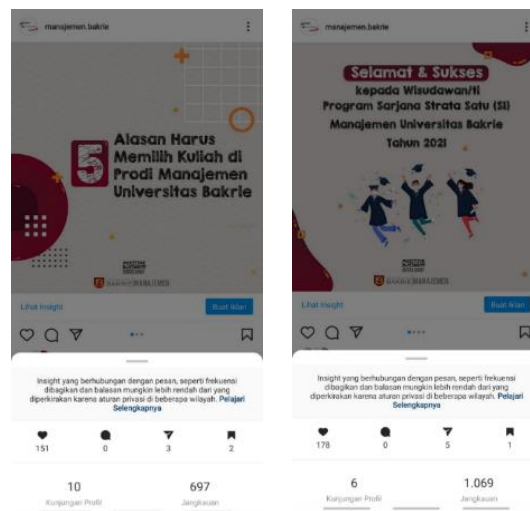 manajemen.bakrie
5
Alasan Harus
Memilih Kuliah di
Prodi Manajemen
Universitas Bakrie
BAKRIE MANAJEMEN
Lihat Insight
Buat Iklan
Insight yang berhubungan dengan pesan, seperti frekuensi
dibagikan dan balasan mungkin lebih rendah dari yang
diperkirakan karena aturan privasi di beberapa wilayah. Pelajari
Selengkapnya
151 0 3 2
10 697
Kunjungan Profil Jangkauan
manajemen.bakrie
Selamat & Sukses
kepada Wisudawan/ti
Program Sarjana Strata Satu (S1)
Manajemen Universitas Bakrie
Tahun 2021
BAKRIE MANAJEMEN
Lihat Insight
Buat Iklan
Insight yang berhubungan dengan pesan, seperti frekuensi
dibagikan dan balasan mungkin lebih rendah dari yang
diperkirakan karena aturan privasi di beberapa wilayah. Pelajari
Selengkapnya
178 0 5 1
6 1.069
Kunjungan Profil Jangkauan